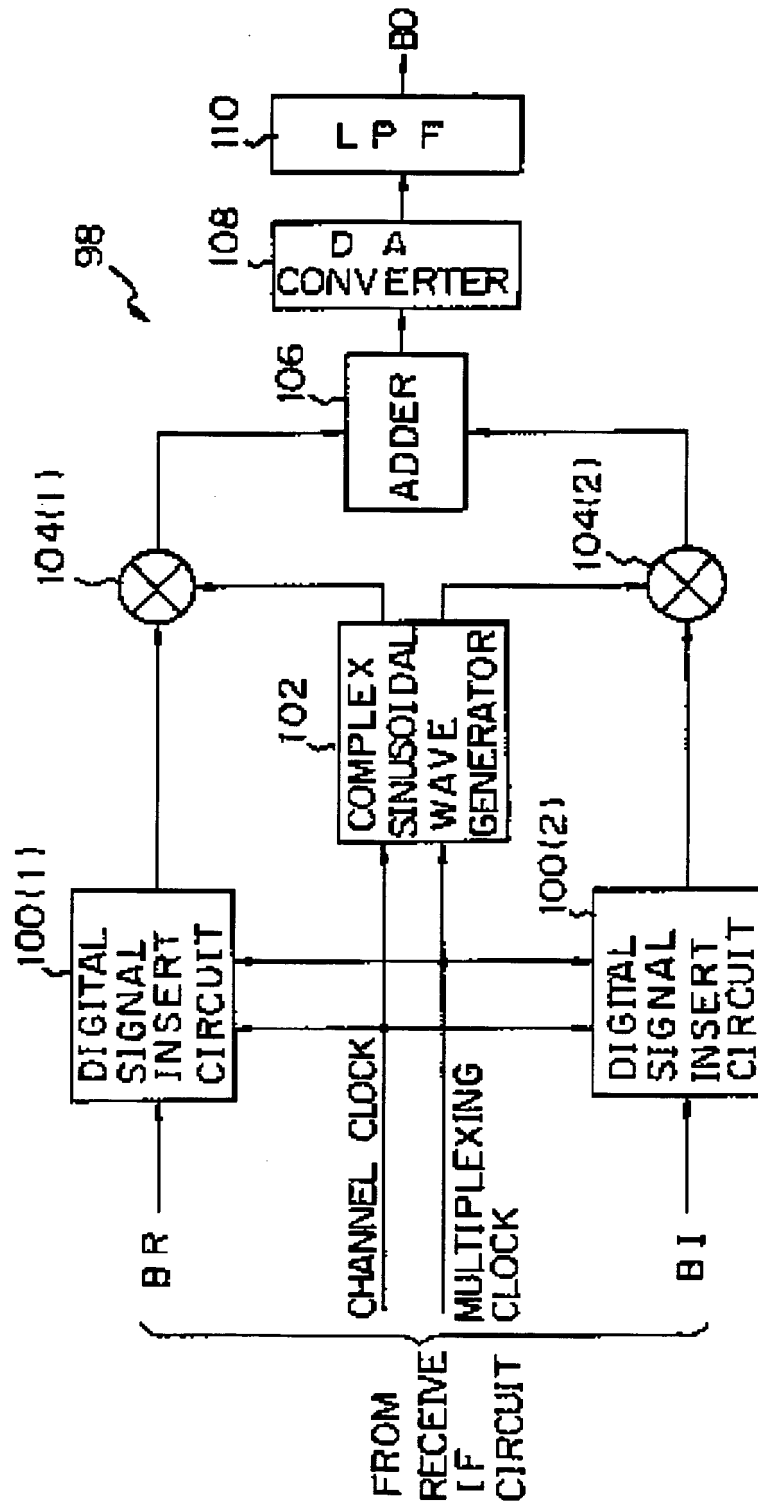 98
FROM
RECEIVE
IF
CIRCUIT
BR
CHANNEL CLOCK
MULTIPLEXING
CLOCK
BI
100(1)
DIGITAL
SIGNAL
INSERT
CIRCUIT
100(2)
DIGITAL
SIGNAL
INSERT
CIRCUIT
102
COMPLEX
SINUSOIDAL
WAVE
GENERATOR
104(1)
104(2)
106
ADDER
108
DA
CONVERTER
110
LPF
BO